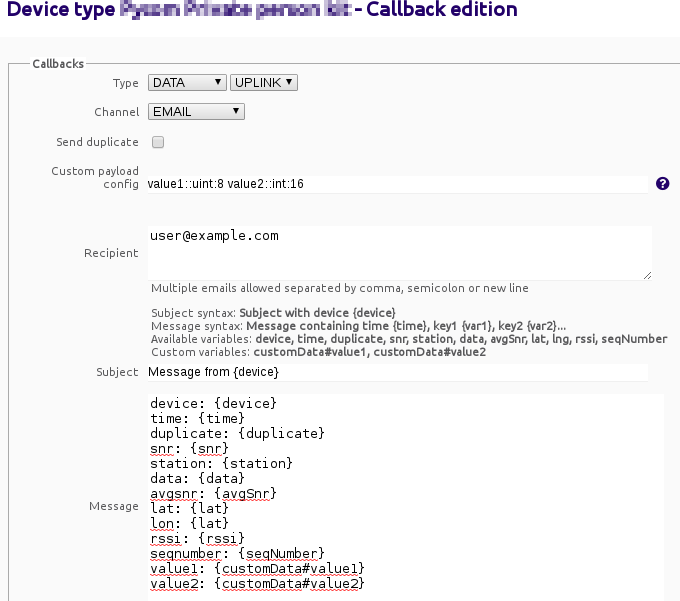 Device type - Callback edition
Callbacks
Type DATA UPLINK
Channel EMAIL
Send duplicate
Custom payload
config value1::uint:8 value2::int:16 ?
Recipient user@example.com
Multiple emails allowed separated by comma, semicolon or new line
Subject syntax: Subject with device {device}
Message syntax: Message containing time {time}, key1 {var1}, key2 {var2}...
Available variables: device, time, duplicate, snr, station, data, avgSnr, lat, lng, rssi, seqNumber
Custom variables: customData#value1, customData#value2
Subject Message from {device}
Message
device: {device}
time: {time}
duplicate: {duplicate}
snr: {snr}
station: {station}
data: {data}
avgsnr: {avgSnr}
lat: {lat}
lon: {lat}
rssi: {rssi}
seqnumber: {seqNumber}
value1: {customData#value1}
value2: {customData#value2}